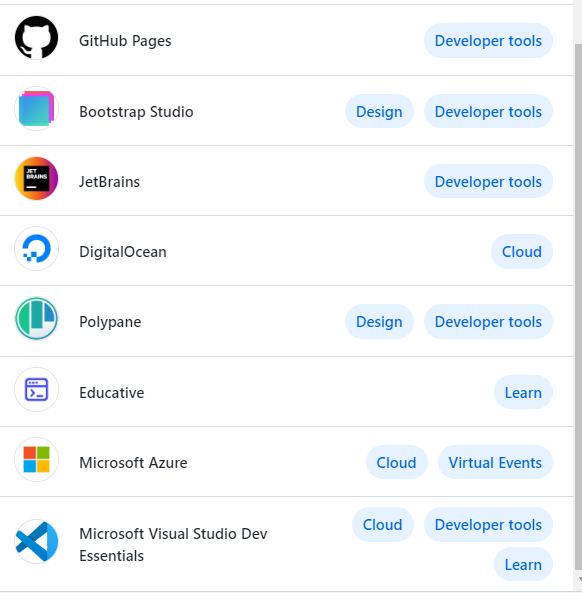 GitHub Pages
Developer tools
Bootstrap Studio
Design
Developer tools
JET
BRAINS
JetBrains
Developer tools
DigitalOcean
Cloud
Polypane
Design
Developer tools
Educative
Learn
Microsoft Azure
Cloud
Virtual Events
Microsoft Visual Studio Dev
Essentials
Cloud
Developer tools
Learn